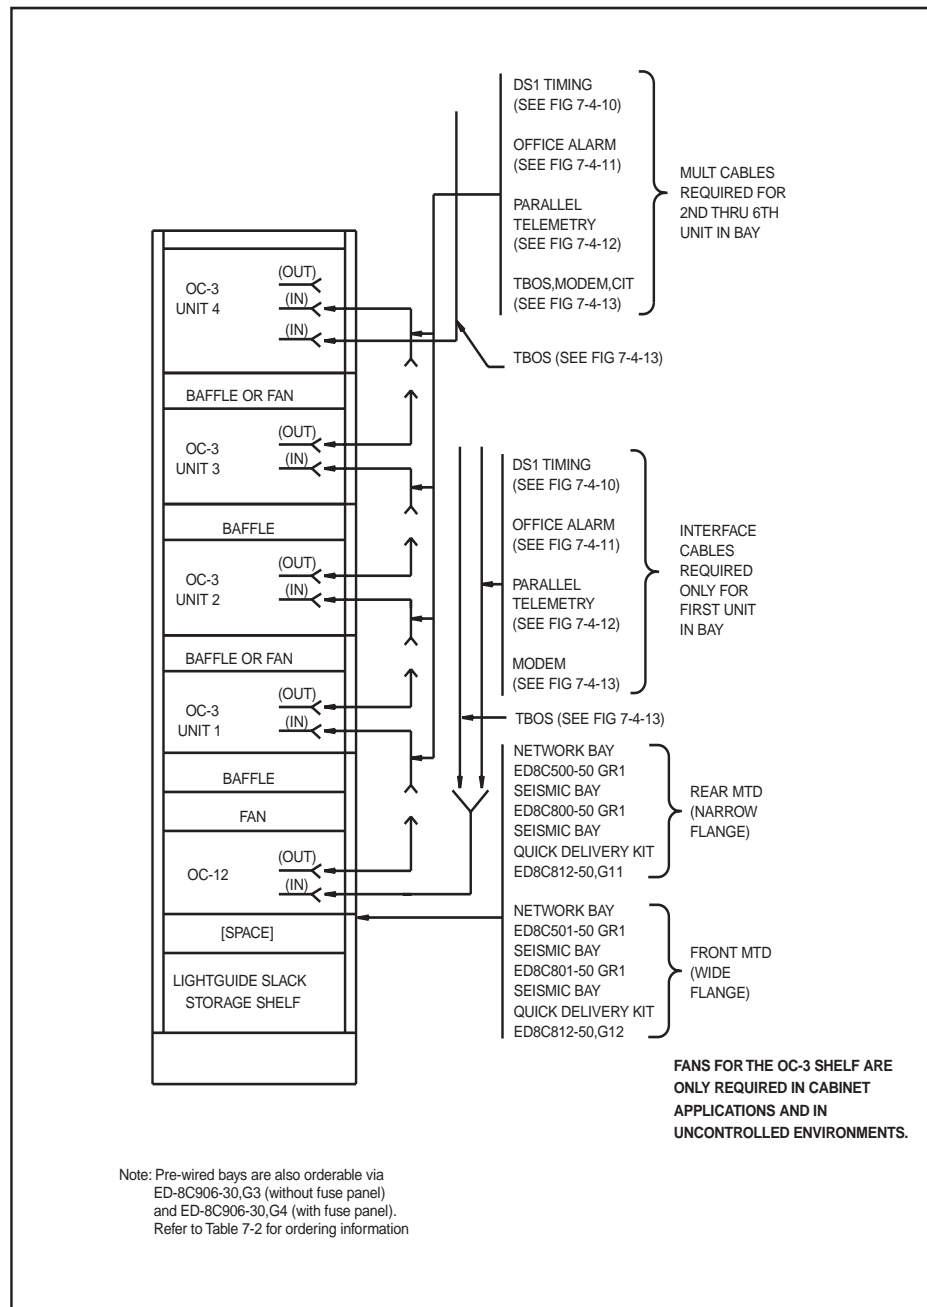 DS1 TIMING
(SEE FIG 7-4-10)
OFFICE ALARM
(SEE FIG 7-4-11)
PARALLEL
TELEMETRY
(SEE FIG 7-4-12)
TBOS,MODEM,CIT
(SEE FIG 7-4-13)
MULT CABLES
REQUIRED FOR
2ND THRU 6TH
UNIT IN BAY
TBOS (SEE FIG 7-4-13)
OC-3
UNIT 4
(OUT)
(IN)
(IN)
BAFFLE OR FAN
OC-3
UNIT 3
(OUT)
(IN)
BAFFLE
OC-3
UNIT 2
(OUT)
(IN)
BAFFLE OR FAN
OC-3
UNIT 1
(OUT)
(IN)
BAFFLE
FAN
OC-12
(OUT)
(IN)
[SPACE]
LIGHTGUIDE SLACK
STORAGE SHELF
DS1 TIMING
(SEE FIG 7-4-10)
OFFICE ALARM
(SEE FIG 7-4-11)
PARALLEL
TELEMETRY
(SEE FIG 7-4-12)
MODEM
(SEE FIG 7-4-13)
INTERFACE
CABLES
REQUIRED
ONLY FOR
FIRST UNIT
IN BAY
TBOS (SEE FIG 7-4-13)
NETWORK BAY
ED8C500-50 GR1
SEISMIC BAY
ED8C800-50 GR1
SEISMIC BAY
QUICK DELIVERY KIT
ED8C812-50,G11
REAR MTD
(NARROW
FLANGE)
NETWORK BAY
ED8C501-50 GR1
SEISMIC BAY
ED8C801-50 GR1
SEISMIC BAY
QUICK DELIVERY KIT
ED8C812-50,G12
FRONT MTD
(WIDE
FLANGE)
FANS FOR THE OC-3 SHELF ARE
ONLY REQUIRED IN CABINET
APPLICATIONS AND IN
UNCONTROLLED ENVIRONMENTS.
Note: Pre-wired bays are also orderable via
ED-8C906-30,G3 (without fuse panel)
and ED-8C906-30,G4 (with fuse panel).
Refer to Table 7-2 for ordering information